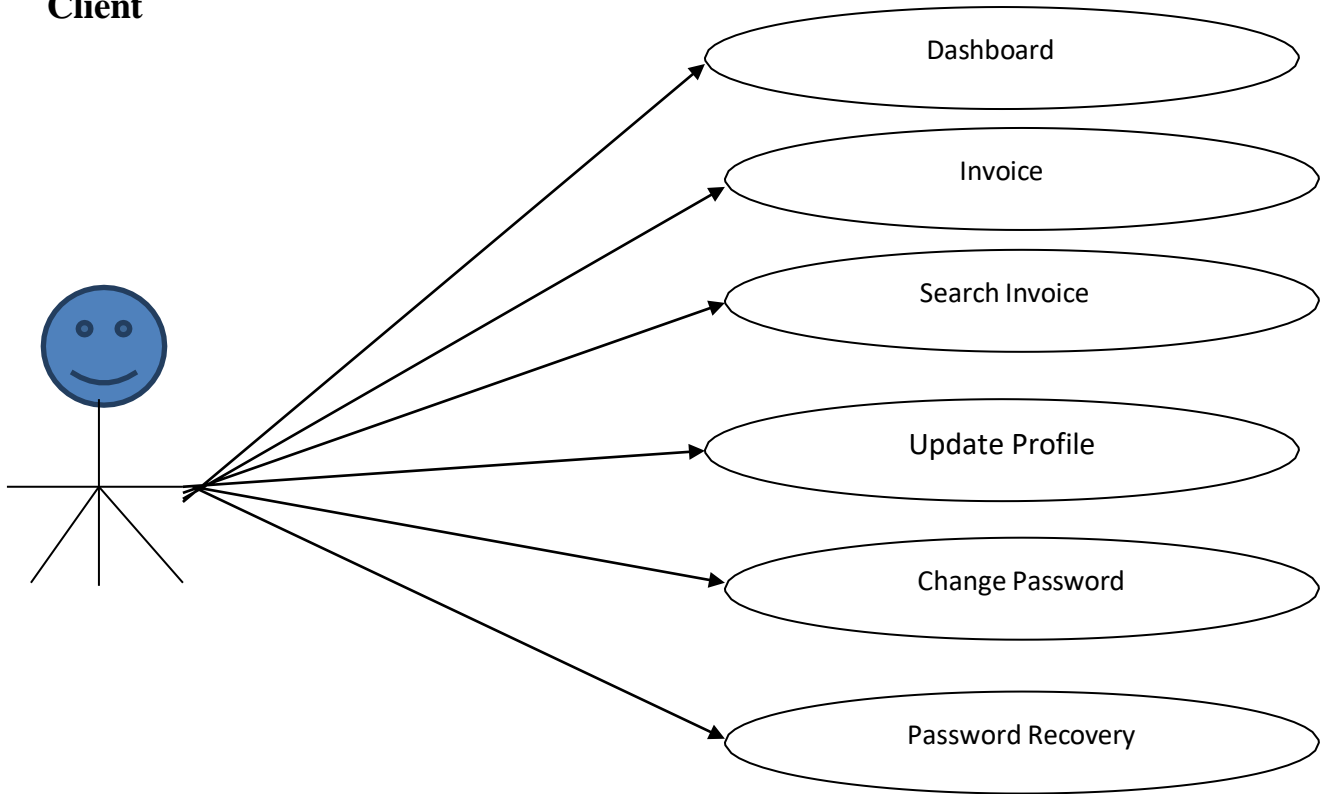 Client
Dashboard
Invoice
Search Invoice
Update Profile
Change Password
Password Recovery